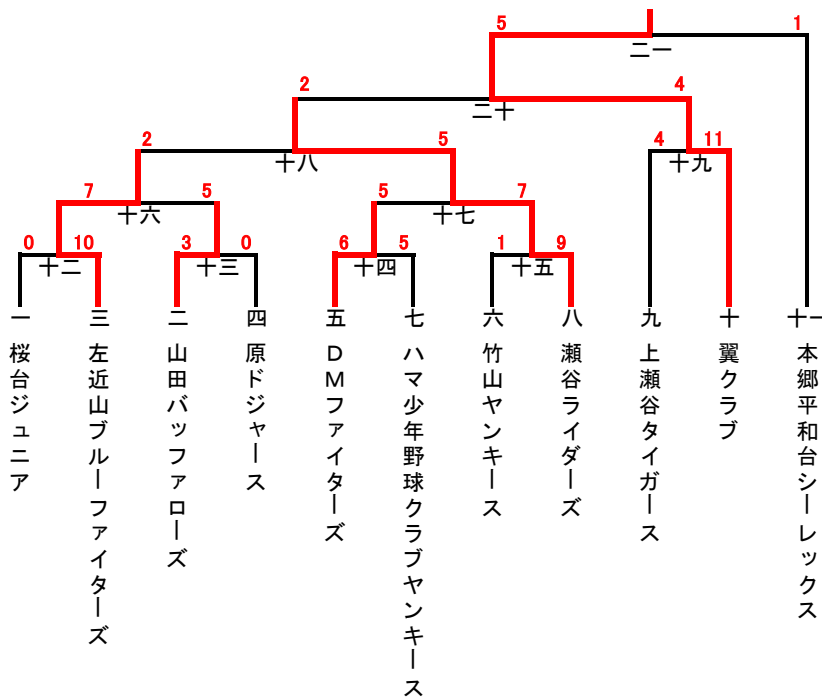 5
1
二一
2
4
二十
2
5
4
11
十八
十九
7
5
5
7
十六
十七
0
10
3
0
6
5
1
9
十二
十三
十四
十五
一
三
二
四
五
七
六
八
九
十
十一
桜台ジュニア
左近山ブルーファイターズ
山田バッファローズ
原ドジャース
DMファイターズ
ハマ少年野球クラブヤンキース
竹山ヤンキース
瀬谷ライダーズ
上瀬谷タイガース
翼クラブ
本郷平和台シーレックス